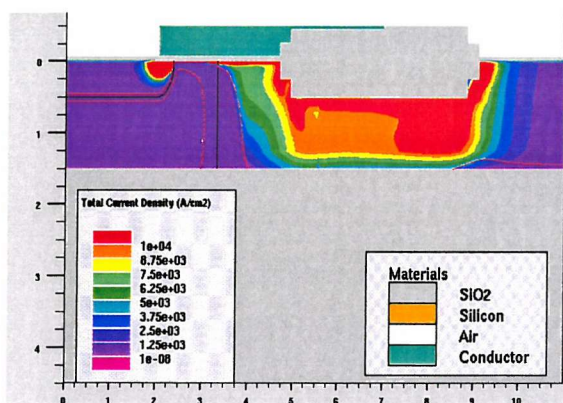 0
1
2
3
4
Total Current Density (A/cm2)
1e+04
8.75e+03
7.5e+03
6.25e+03
5e+03
3.75e+03
2.5e+03
1.25e+03
1e-08
Materials
SiO2
Silicon
Air
Conductor
0 1 2 3 4 5 6 7 8 9 10